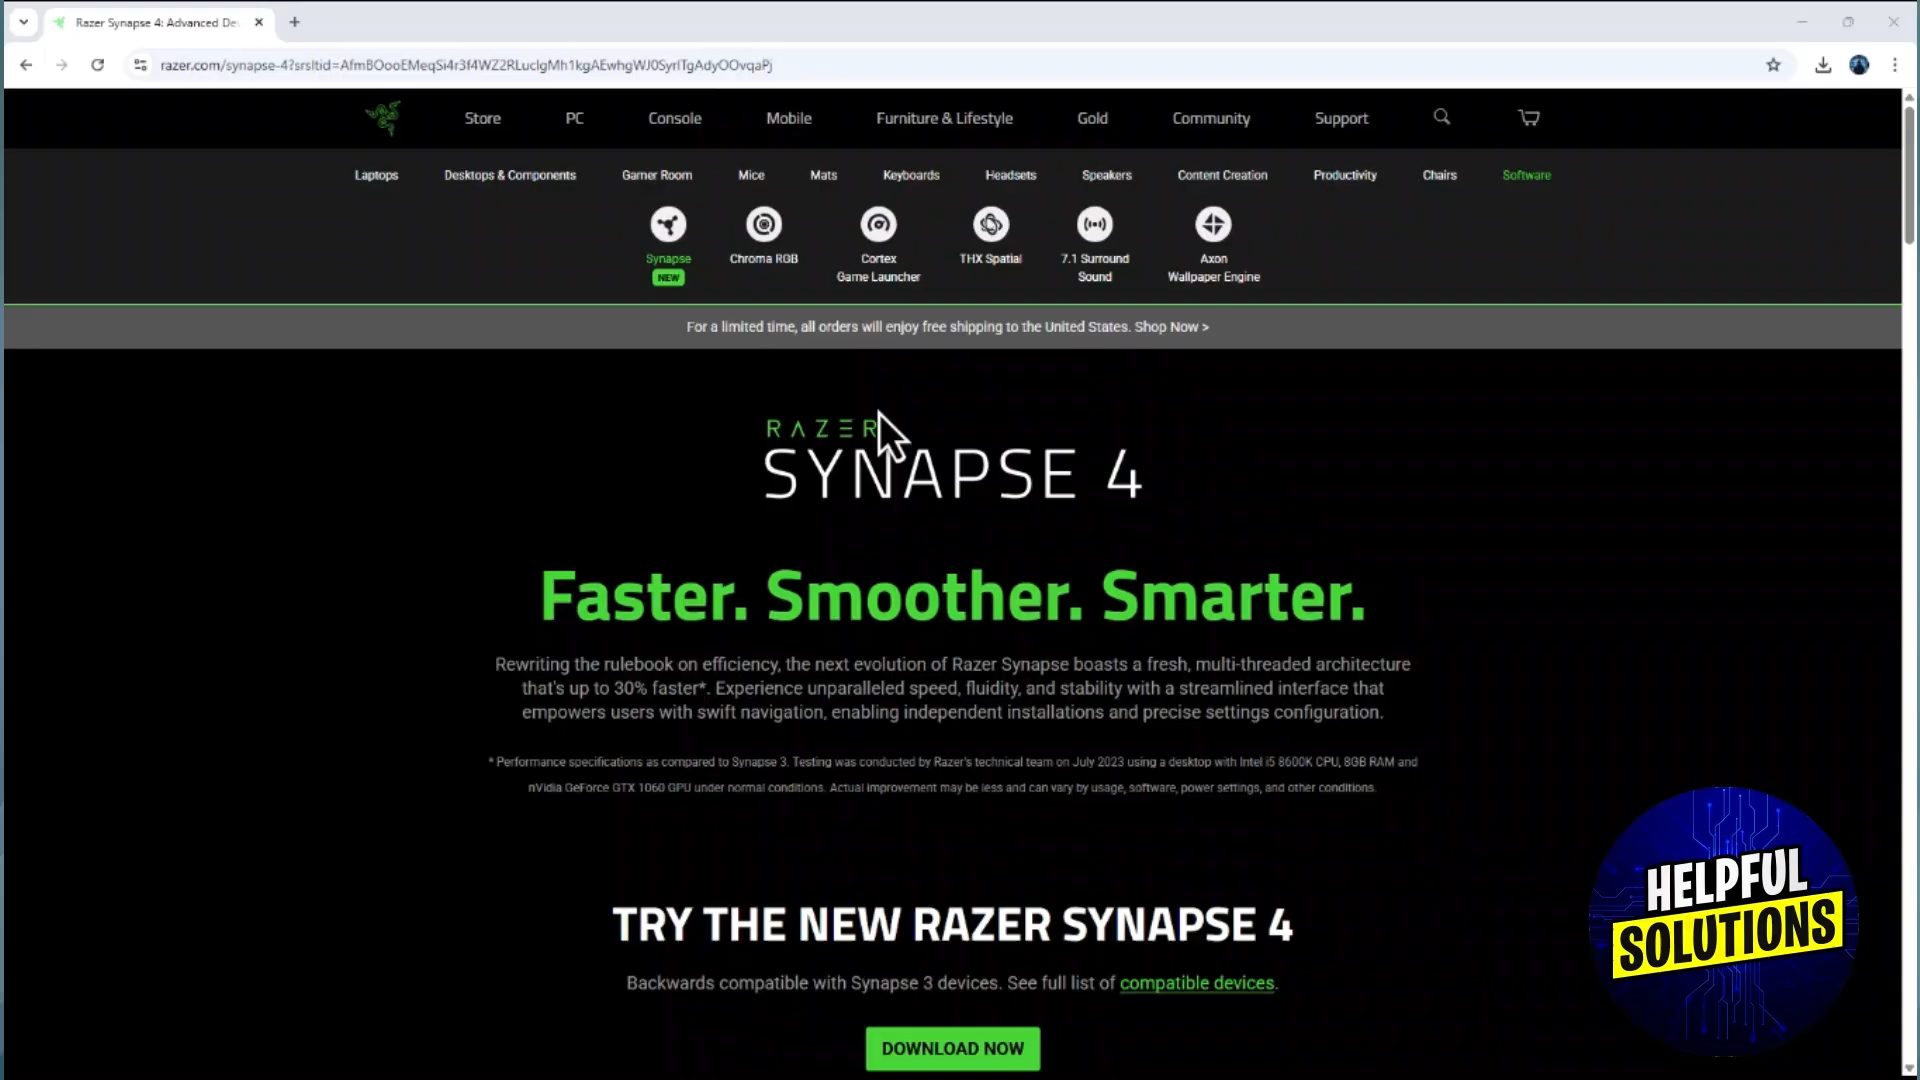 Razer Synapse 4: Advanced De
razer.com/synapse-4?srsltid=AfmBOooEMeqSi4r3f4WZ2RLuclgMh1kgAEwhgWJ0SyrlTgAdyOOvqaPj
Store PC Console Mobile Furniture & Lifestyle Gold Community Support
Laptops Desktops & Components Gamer Room Mice Mats Keyboards Headsets Speakers Content Creation Productivity Chairs Software
Synapse Chroma RGB Cortex THX Spatial 7.1 Surround Axon
NEW Game Launcher Sound Wallpaper Engine
For a limited time, all orders will enjoy free shipping to the United States. Shop Now >
RAZER
SYNAPSE 4
Faster. Smoother. Smarter.
Rewriting the rulebook on efficiency, the next evolution of Razer Synapse boasts a fresh, multi-threaded architecture
that's up to 30% faster*. Experience unparalleled speed, fluidity, and stability with a streamlined interface that
empowers users with swift navigation, enabling independent installations and precise settings configuration.
* Performance specifications as compared to Synapse 3. Testing was conducted by Razer's technical team on July 2023 using a desktop with Intel i5 8600K CPU, 8GB RAM and
nVidia GeForce GTX 1060 GPU under normal conditions. Actual improvement may be less and can vary by usage, software, power settings, and other conditions.
HELPFUL
SOLUTIONS
TRY THE NEW RAZER SYNAPSE 4
Backwards compatible with Synapse 3 devices. See full list of compatible devices.
DOWNLOAD NOW